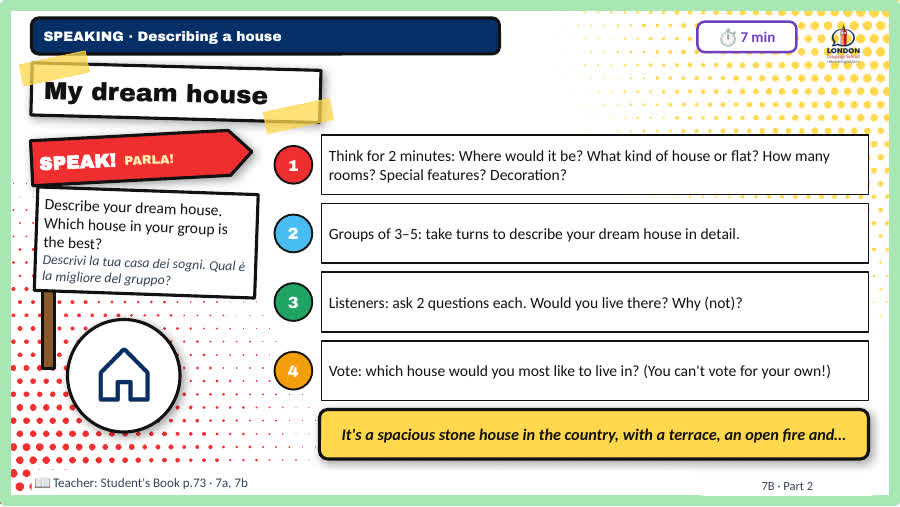 SPEAKING · Describing a house
⏱ 7 min
LONDON
My dream house
SPEAK! PARLA!
Describe your dream house.
Which house in your group is
the best?
Descrivi la tua casa dei sogni. Qual è
la migliore del gruppo?
1
Think for 2 minutes: Where would it be? What kind of house or flat? How many
rooms? Special features? Decoration?
2
Groups of 3–5: take turns to describe your dream house in detail.
3
Listeners: ask 2 questions each. Would you live there? Why (not)?
4
Vote: which house would you most like to live in? (You can't vote for your own!)
It's a spacious stone house in the country, with a terrace, an open fire and...
📖 Teacher: Student's Book p.73 · 7a, 7b
7B · Part 2